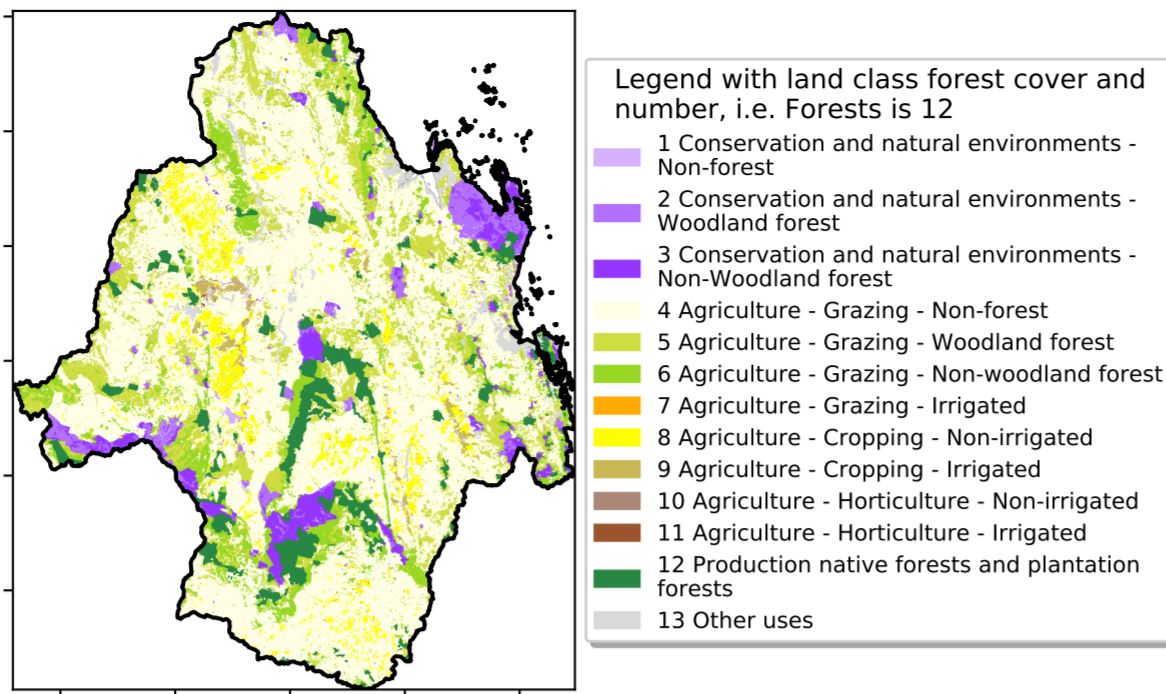 Legend with land class forest cover and
number, i.e. Forests is 12
1 Conservation and natural environments -
Non-forest
2 Conservation and natural environments -
Woodland forest
3 Conservation and natural environments -
Non-Woodland forest
4 Agriculture - Grazing - Non-forest
5 Agriculture - Grazing - Woodland forest
6 Agriculture - Grazing - Non-woodland forest
7 Agriculture - Grazing - Irrigated
8 Agriculture - Cropping - Non-irrigated
9 Agriculture - Cropping - Irrigated
10 Agriculture - Horticulture - Non-irrigated
11 Agriculture - Horticulture - Irrigated
12 Production native forests and plantation
forests
13 Other uses